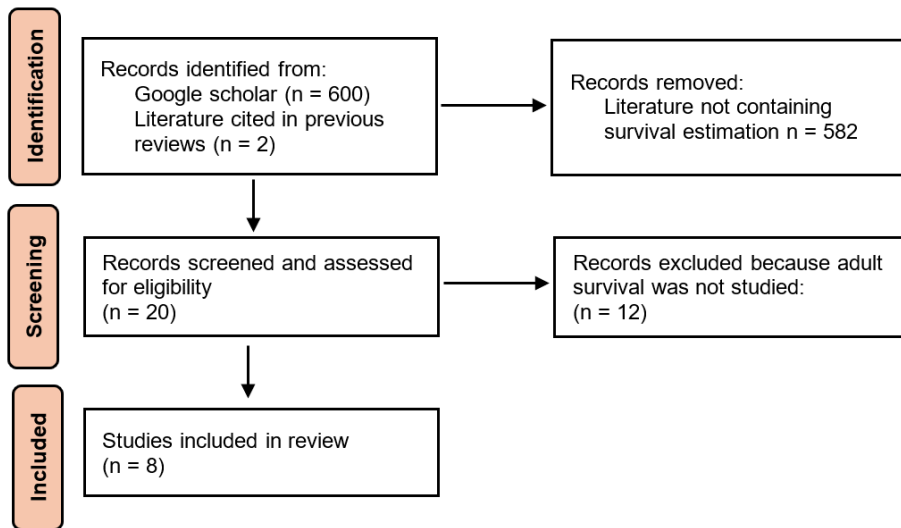 Identification
Records identified from:
Google scholar (n = 600)
Literature cited in previous
reviews (n = 2)
Records removed:
Literature not containing
survival estimation n = 582
Screening
Records screened and assessed
for eligibility
(n = 20)
Records excluded because adult
survival was not studied:
(n = 12)
Included
Studies included in review
(n = 8)